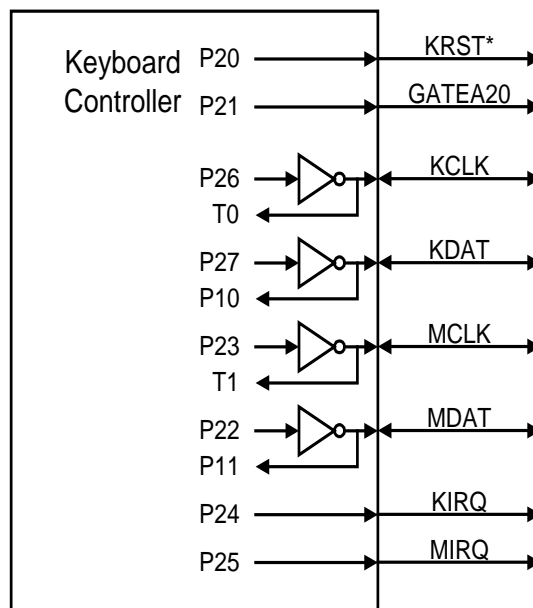 Keyboard
Controller
P20
KRST*
P21
GATEA20
P26
KCLK
T0
P27
KDAT
P10
P23
MCLK
T1
P22
MDAT
P11
P24
KIRQ
P25
MIRQ